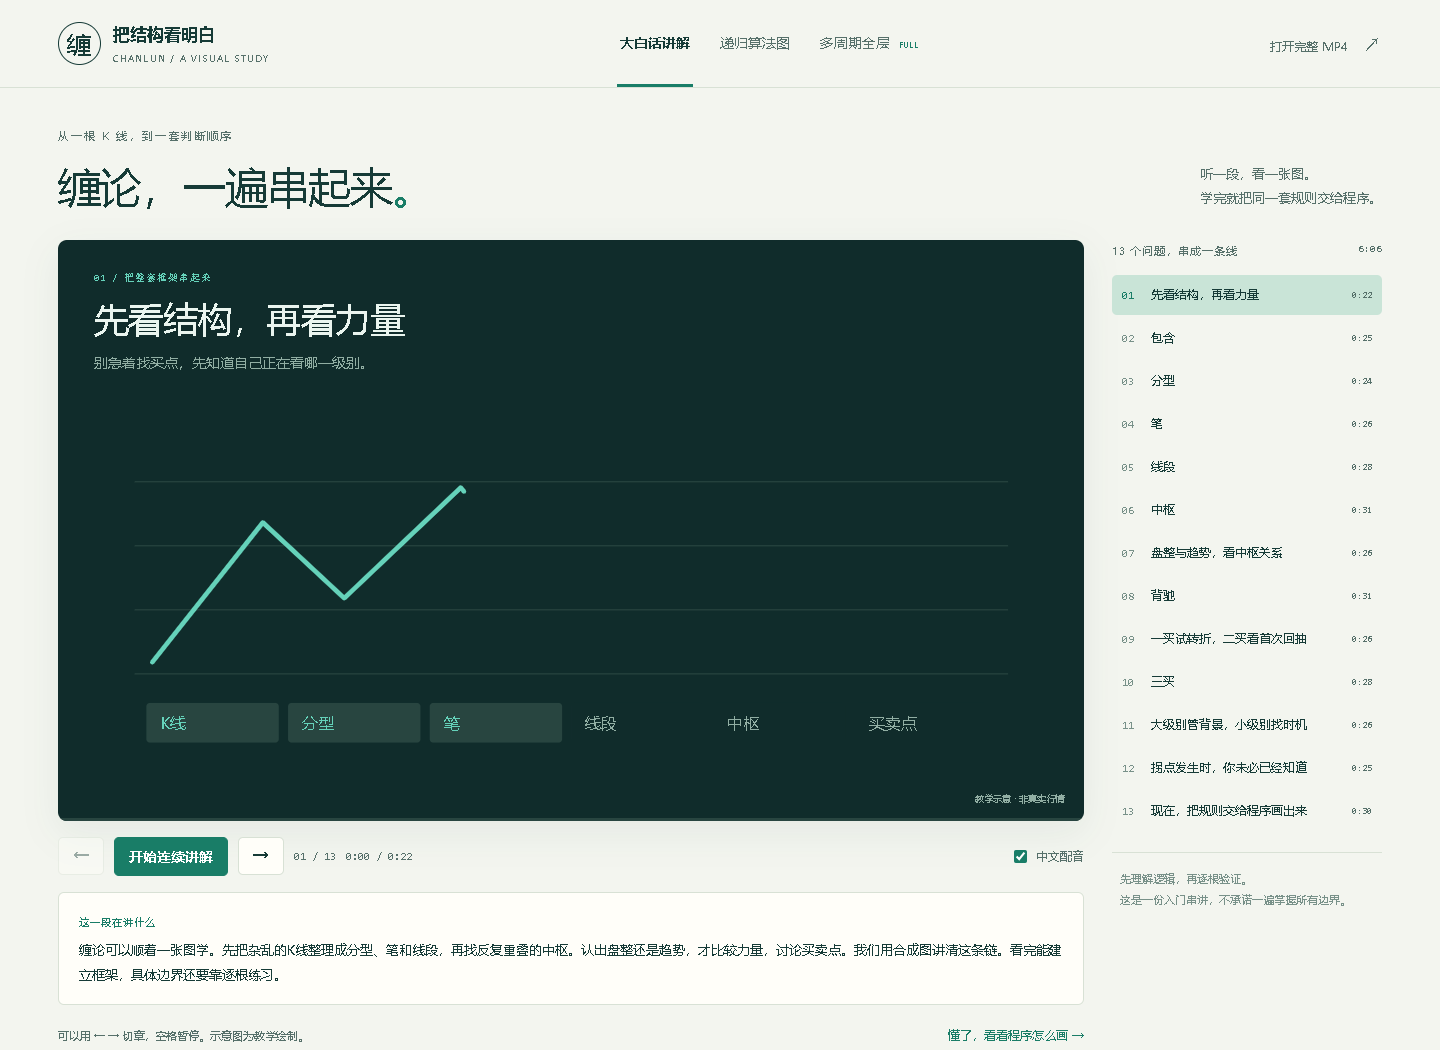 缠
把结构看明白
CHANLUN / A VISUAL STUDY
大白话讲解
递归算法图
多周期全层 FULL
打开完整 MP4 ↗
从一根 K 线，到一套判断顺序
缠论，一遍串起来。
听一段，看一张图。
学完就把同一套规则交给程序。
01 / 把整套框架串起来
先看结构，再看力量
别急着找买点，先知道自己正在看哪一级别。
K线
分型
笔
线段
中枢
买卖点
教学示意 · 非真实行情
13 个问题，串成一条线 6:06
01 先看结构，再看力量 0:22
02 包含 0:25
03 分型 0:24
04 笔 0:26
05 线段 0:28
06 中枢 0:31
07 盘整与趋势，看中枢关系 0:26
08 背驰 0:31
09 一买试转折，二买看首次回抽 0:26
10 三买 0:28
11 大级别管背景，小级别找时机 0:26
12 拐点发生时，你未必已经知道 0:25
13 现在，把规则交给程序画出来 0:30
先理解逻辑，再逐根验证。
这是一份入门串讲，不承诺一遍掌握所有边界。
← 开始连续讲解 → 01 / 13 0:00 / 0:22
中文配音
这一段在讲什么
缠论可以顺着一张图学。先把杂乱的K线整理成分型、笔和线段，再找反复重叠的中枢。认出盘整还是趋势，才比较力量，讨论买卖点。我们用合成图讲清这条链。看完能建
立框架，具体边界还要靠逐根练习。
可以用 ← → 切章，空格暂停。示意图为教学绘制。
懂了，看看程序怎么画 →